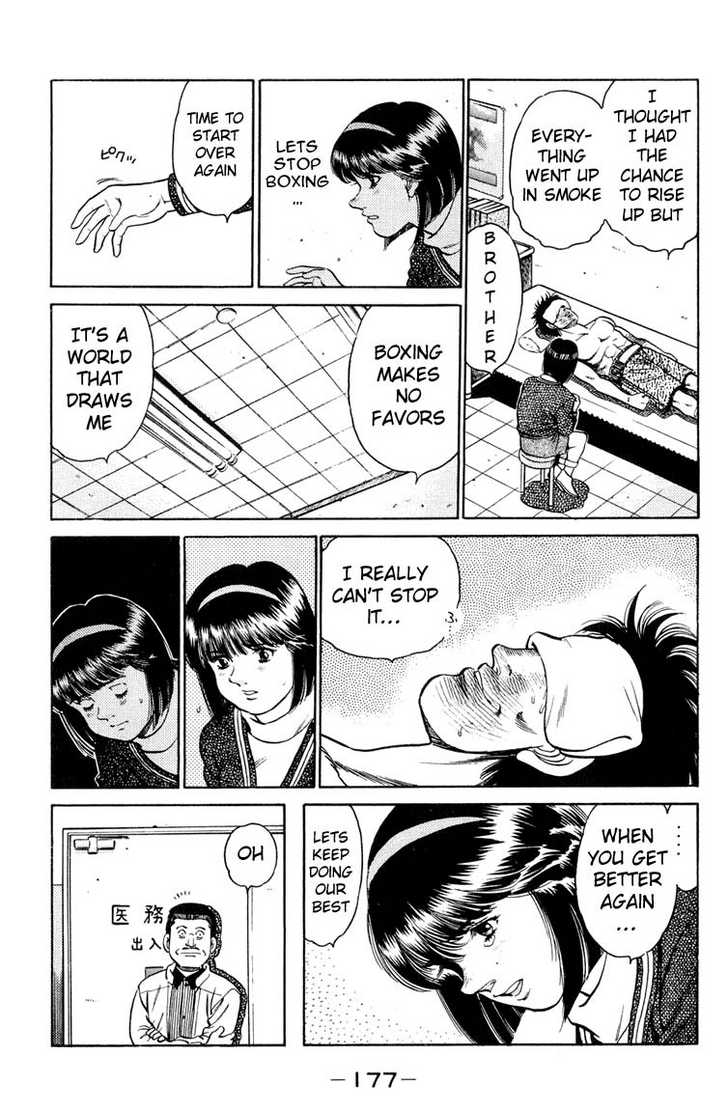 I
THOUGHT
I HAD
THE
CHANCE
TO RISE
UP BUT
EVERY-
THING
WENT UP
IN SMOKE
BROTHER
LETS
STOP
BOXING
...
TIME TO
START
OVER
AGAIN
ピクッ
BOXING
MAKES
NO
FAVORS
IT'S A
WORLD
THAT
DRAWS
ME
I REALLY
CAN'T STOP
IT...
WHEN
YOU GET
BETTER
AGAIN
...
LETS
KEEP
DOING
OUR
BEST
OH
医務
出入
-177-